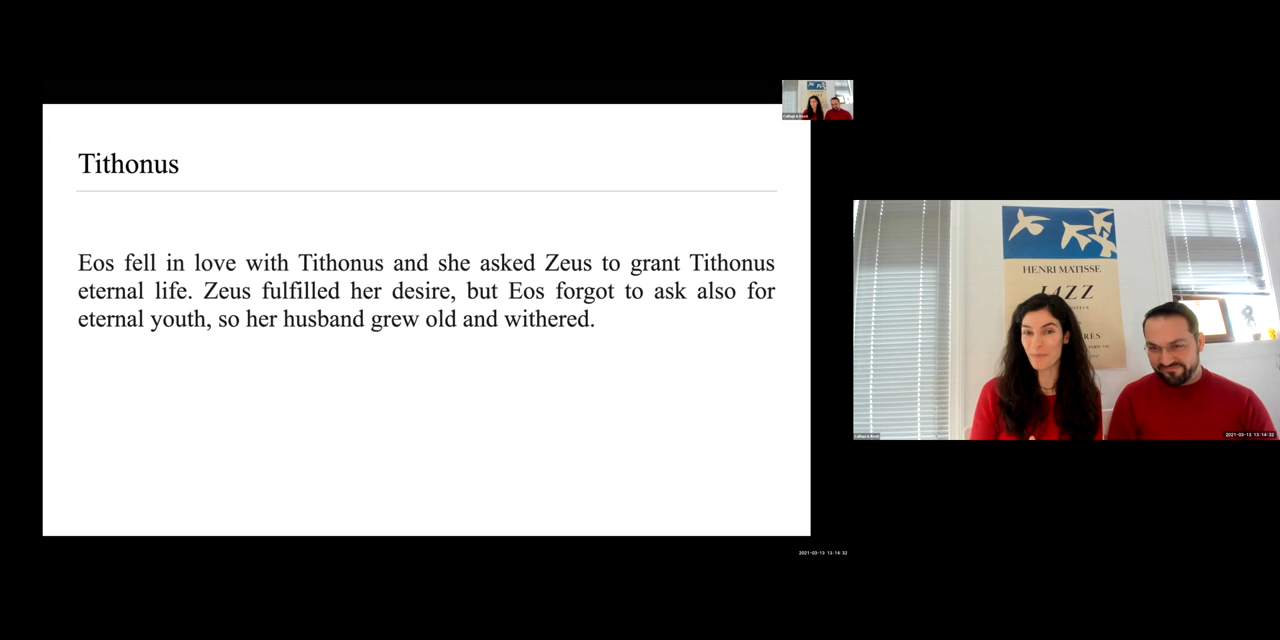 Tithonus
Eos fell in love with Tithonus and she asked Zeus to grant Tithonus
eternal life. Zeus fulfilled her desire, but Eos forgot to ask also for
eternal youth, so her husband grew old and withered.
HENRI MATISSE
JAZZ
2021-03-13 13:14:32
2021-03-13 13:14:32